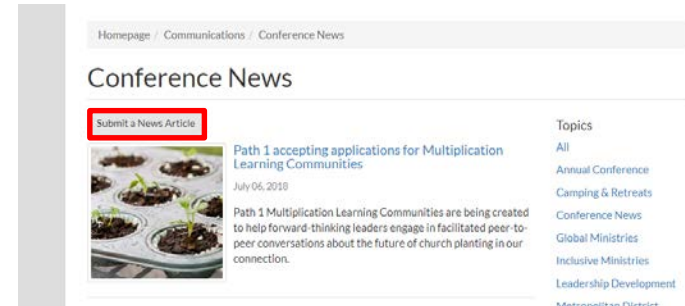 Homepage / Communications / Conference News
Conference News
Submit a News Article
Path 1 accepting applications for Multiplication
Learning Communities
July 06, 2018
Path 1 Multiplication Learning Communities are being created
to help forward-thinking leaders engage in facilitated peer-to-
peer conversations about the future of church planting in our
connection.
Topics
All
Annual Conference
Camping & Retreats
Conference News
Global Ministries
Inclusive Ministries
Leadership Development
Metropolitan District